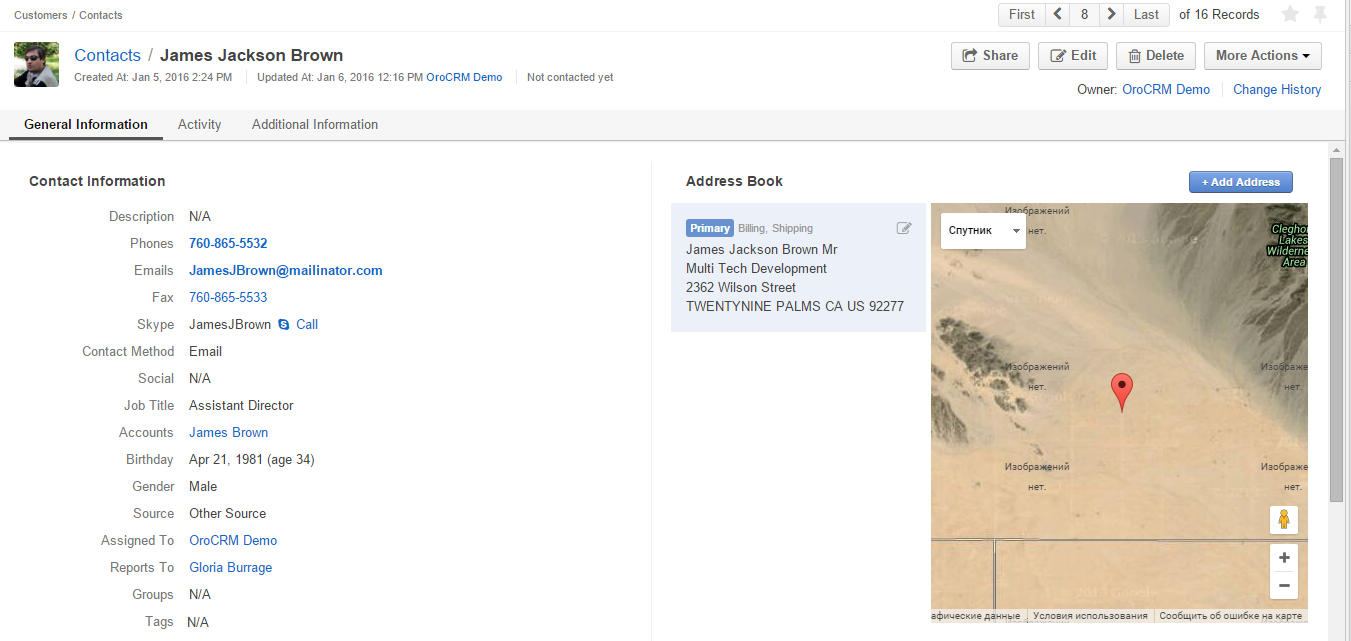 Customers / Contacts
First 8 Last of 16 Records
Contacts / James Jackson Brown
Created At: Jan 5, 2016 2:24 PM Updated At: Jan 6, 2016 12:16 PM OroCRM Demo Not contacted yet
Share Edit Delete More Actions
Owner: OroCRM Demo Change History
General Information Activity Additional Information
Contact Information
Description N/A
Phones 760-865-5532
Emails JamesJBrown@mailinator.com
Fax 760-865-5533
Skype JamesJBrown Call
Contact Method Email
Social N/A
Job Title Assistant Director
Accounts James Brown
Birthday Apr 21, 1981 (age 34)
Gender Male
Source Other Source
Assigned To OroCRM Demo
Reports To Gloria Burrage
Groups N/A
Tags N/A
Address Book
+ Add Address
Primary Billing, Shipping
James Jackson Brown Mr
Multi Tech Development
2362 Wilson Street
TWENTYNINE PALMS CA US 92277
Изображений
нет.
Спутник
Lakes
Area
Изображений
нет.
нет.
Изображений
нет.
нет.
+
−
Условия использования
Сообщить об ошибке на карте